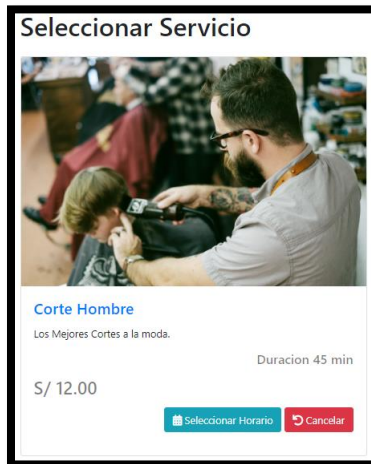 Seleccionar Servicio
Corte Hombre
Los Mejores Cortes a la moda.
Duracion 45 min
S/ 12.00
Seleccionar Horario
Cancelar